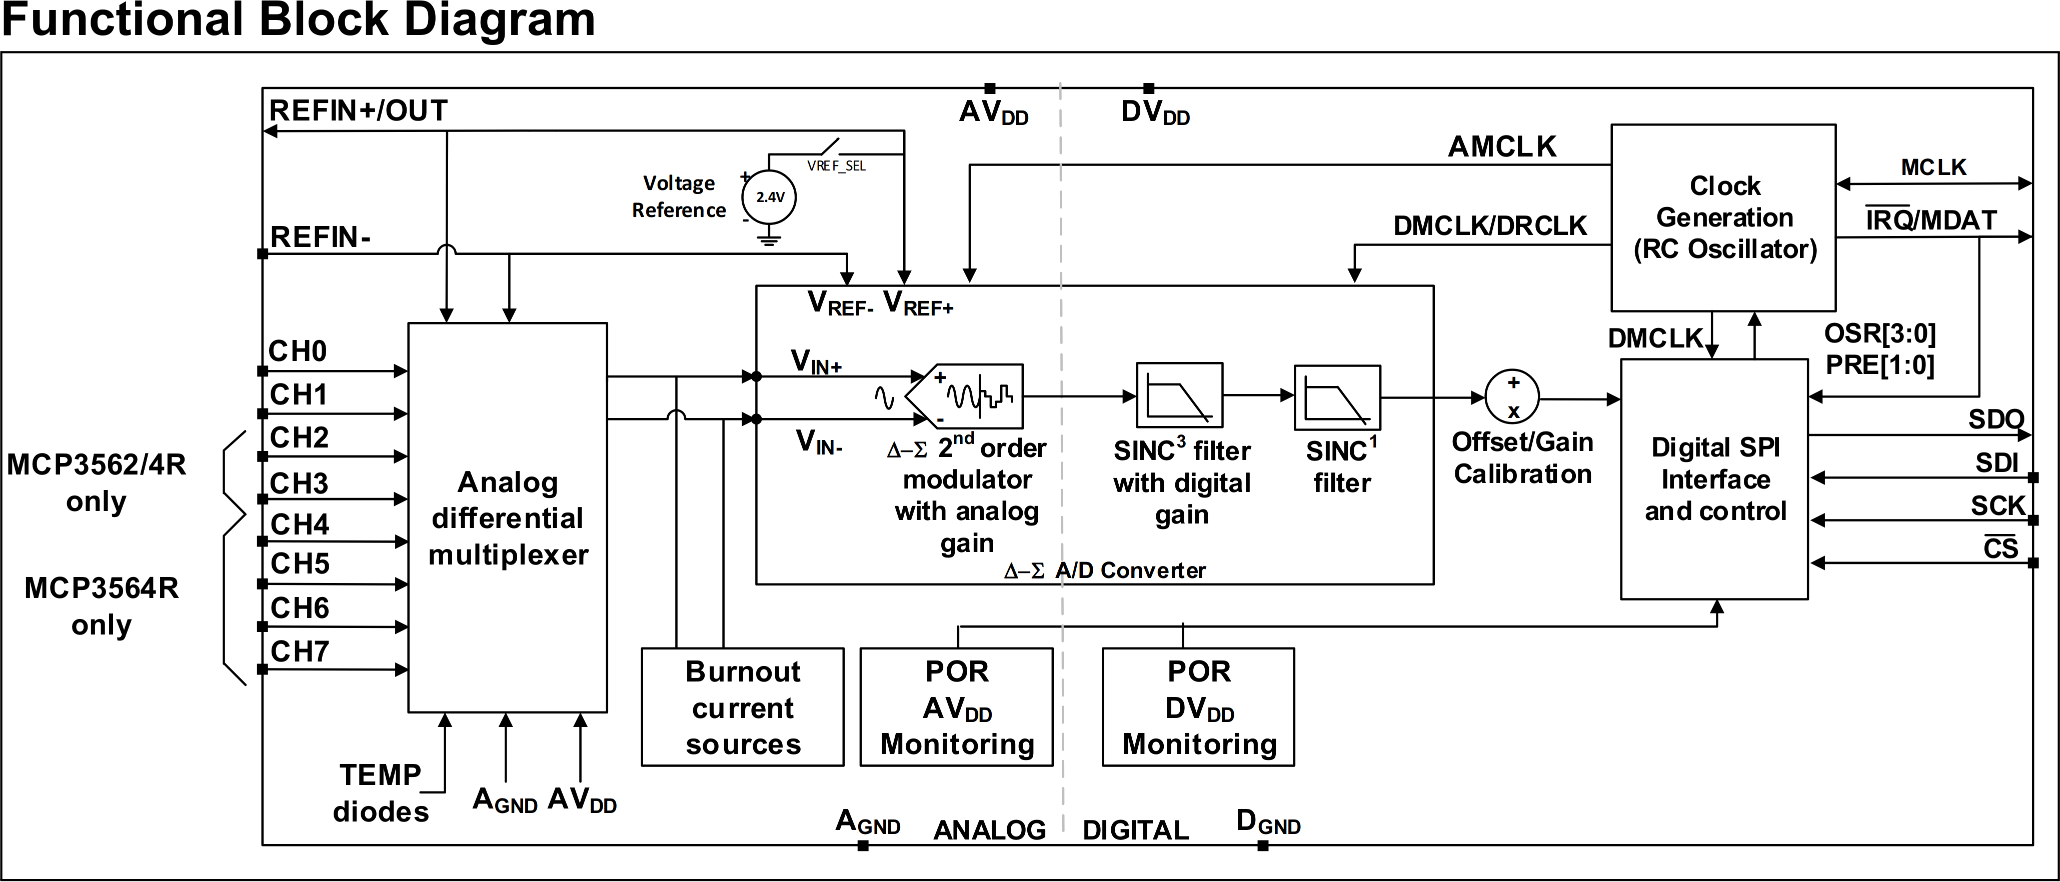 Functional Block Diagram
REFIN+/OUT
AVDD
DVDD
AMCLK
MCLK
VREF_SEL
Voltage
Reference
+
2.4V
-
Clock
Generation
(RC Oscillator)
IRQ/MDAT
DMCLK/DRCLK
REFIN-
VREF- VREF+
DMCLK
OSR[3:0]
PRE[1:0]
CH0
CH1
CH2
CH3
CH4
CH5
CH6
CH7
MCP3562/4R
only
MCP3564R
only
Analog
differential
multiplexer
VIN+
VIN-
+
-
Δ–Σ 2nd order
modulator
with analog
gain
SINC3 filter
with digital
gain
SINC1
filter
Δ–Σ A/D Converter
+
x
Offset/Gain
Calibration
Digital SPI
Interface
and control
SDO
SDI
SCK
CS
Burnout
current
sources
POR
AVDD
Monitoring
POR
DVDD
Monitoring
TEMP
diodes
AGND
AVDD
AGND
ANALOG
DIGITAL
DGND